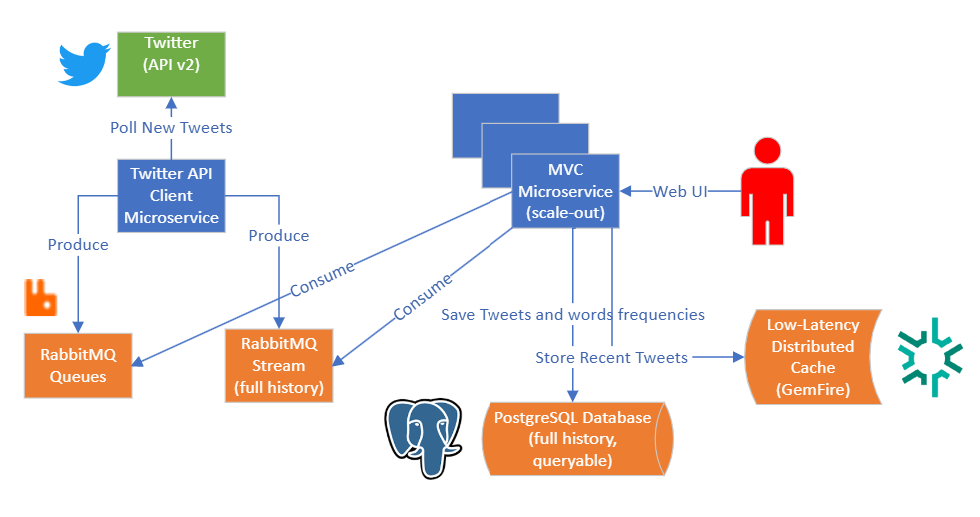 Twitter
(API v2)
Poll New Tweets
Twitter API
Client
Microservice
Produce
Produce
RabbitMQ
Queues
RabbitMQ
Stream
(full history)
MVC
Microservice
(scale-out)
Web UI
Consume
Consume
Save Tweets and words frequencies
Store Recent Tweets
Low-Latency
Distributed
Cache
(GemFire)
PostgreSQL Database
(full history,
queryable)